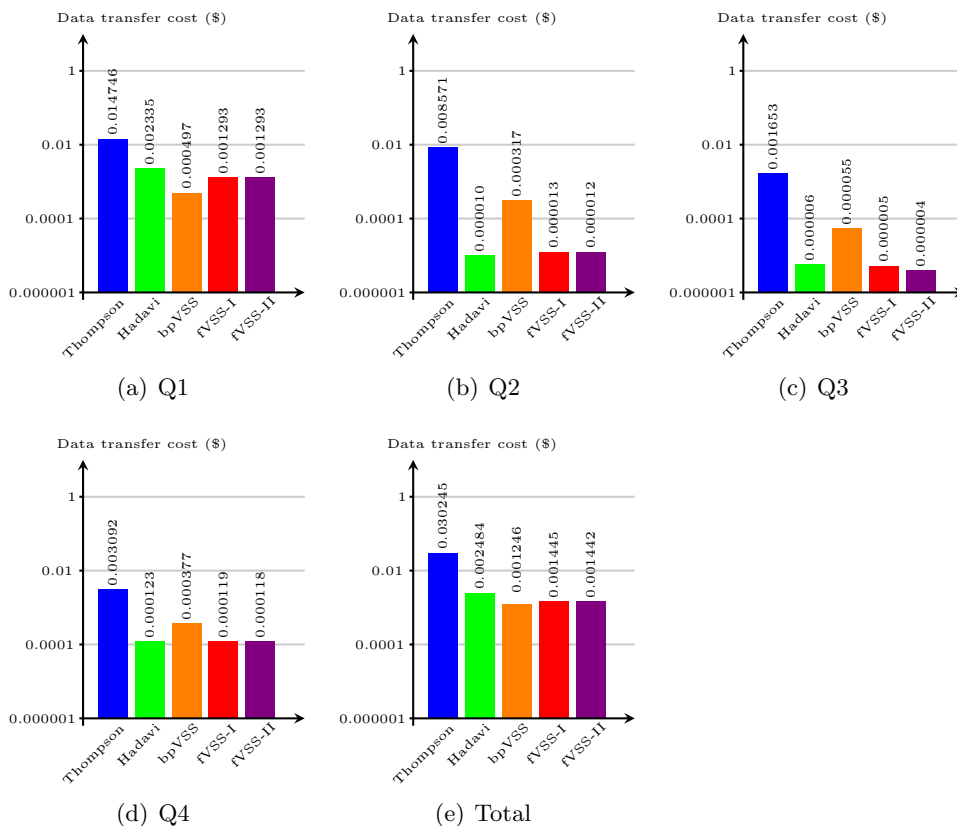 Data transfer cost ($)
1
0.01
0.0001
0.000001
0.014746
0.002335
0.000497
0.001293
0.001293
Thompson
Hadavi
bpVSS
fVSS-I
fVSS-II
(a) Q1
Data transfer cost ($)
1
0.01
0.0001
0.000001
0.008571
0.000010
0.000317
0.000013
0.000012
Thompson
Hadavi
bpVSS
fVSS-I
fVSS-II
(b) Q2
Data transfer cost ($)
1
0.01
0.0001
0.000001
0.001653
0.000006
0.000055
0.000005
0.000004
Thompson
Hadavi
bpVSS
fVSS-I
fVSS-II
(c) Q3
Data transfer cost ($)
1
0.01
0.0001
0.000001
0.003092
0.000123
0.000377
0.000119
0.000118
Thompson
Hadavi
bpVSS
fVSS-I
fVSS-II
(d) Q4
Data transfer cost ($)
1
0.01
0.0001
0.000001
0.030245
0.002484
0.001246
0.001445
0.001442
Thompson
Hadavi
bpVSS
fVSS-I
fVSS-II
(e) Total